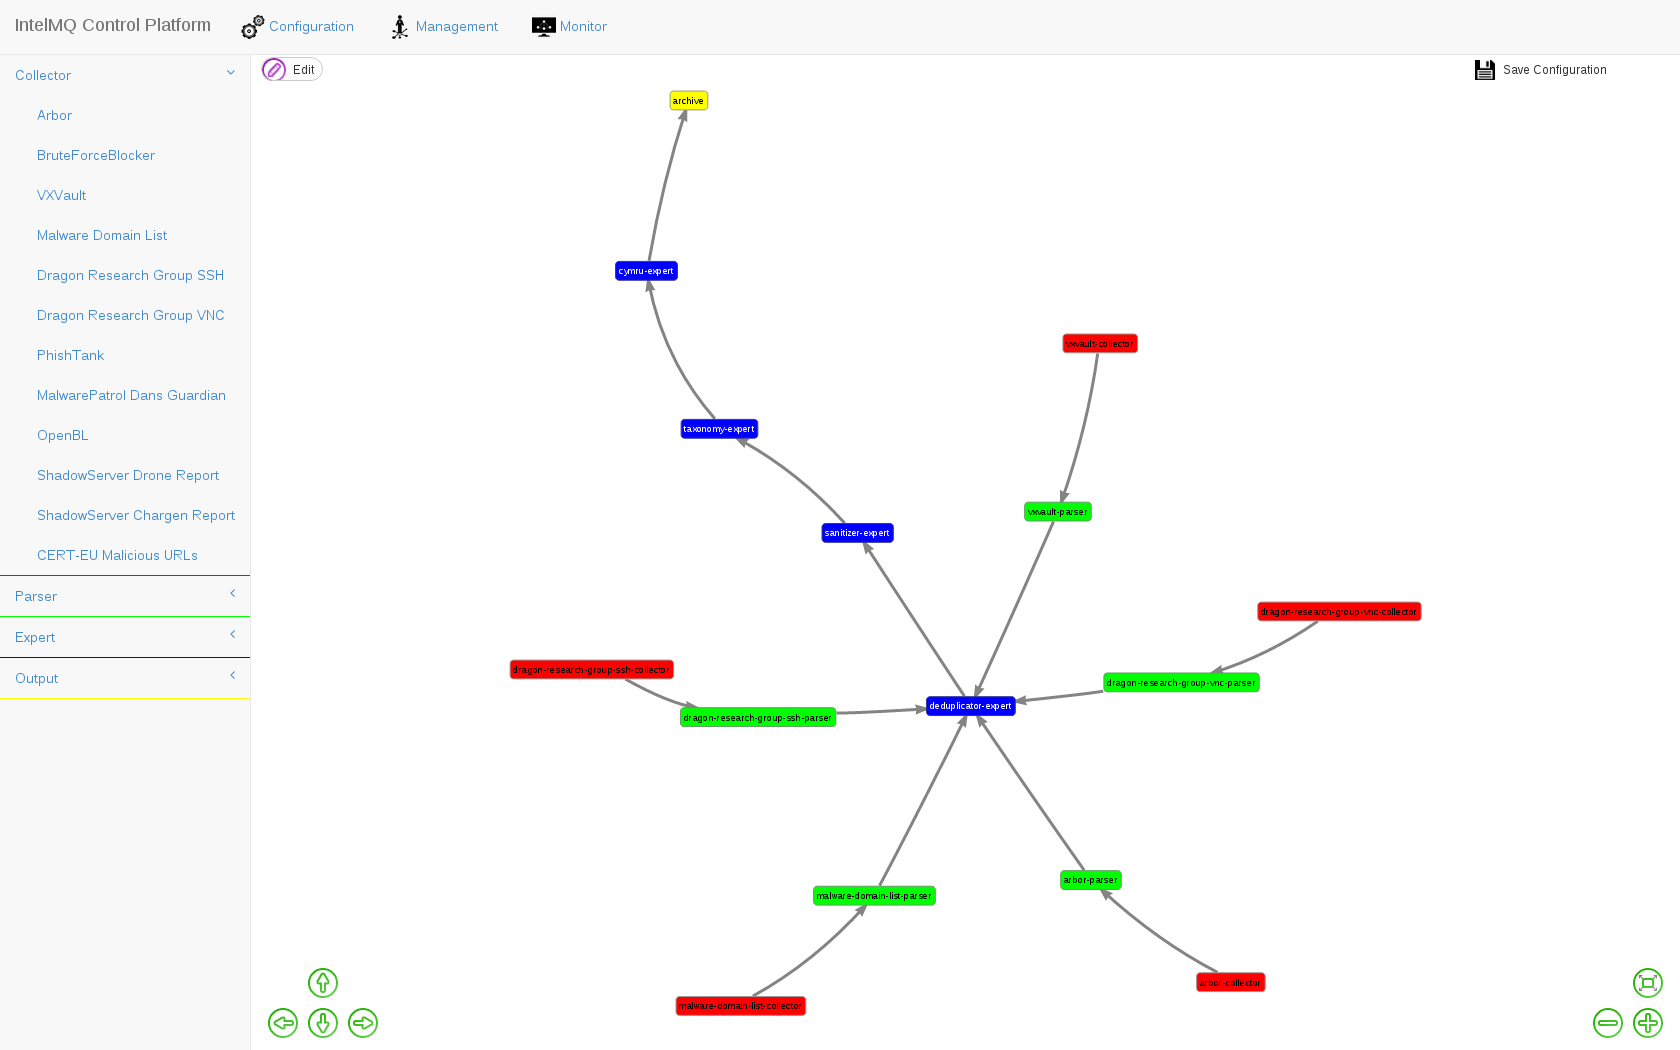 IntelMQ Control Platform
Configuration
Management
Monitor
Collector
Arbor
BruteForceBlocker
VXVault
Malware Domain List
Dragon Research Group SSH
Dragon Research Group VNC
PhishTank
MalwarePatrol Dans Guardian
OpenBL
ShadowServer Drone Report
ShadowServer Chargen Report
CERT-EU Malicious URLs
Parser
Expert
Output
Edit
Save Configuration
archive
cymru-expert
vxvault-collector
taxonomy-expert
vxvault-parser
sanitizer-expert
dragon-research-group-vnc-collector
dragon-research-group-ssh-collector
dragon-research-group-vnc-parser
deduplicator-expert
dragon-research-group-ssh-parser
arbor-parser
malware-domain-list-parser
arbor-collector
malware-domain-list-collector